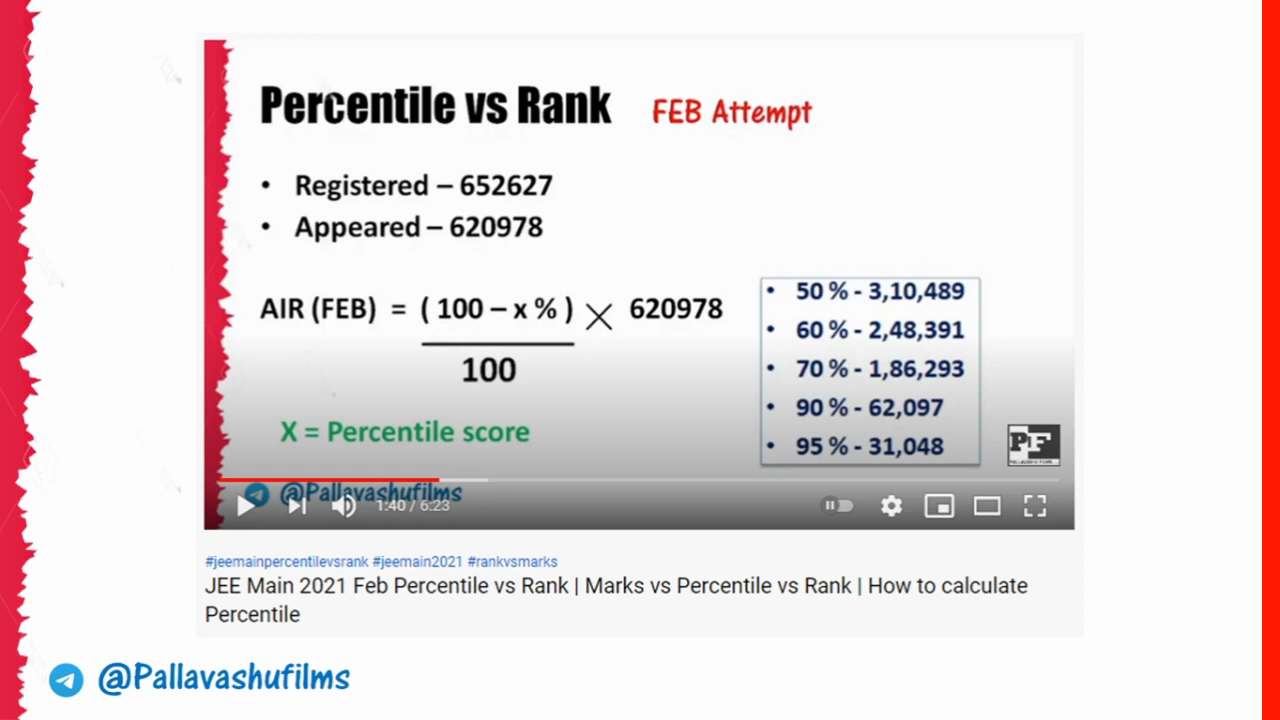 Percentile vs Rank FEB Attempt
• Registered – 652627
• Appeared – 620978
AIR (FEB) = ( 100 – x % ) × 620978
100
X = Percentile score
• 50 % - 3,10,489
• 60 % - 2,48,391
• 70 % - 1,86,293
• 90 % - 62,097
• 95 % - 31,048
PF
@Pallavashufilms
1:40 / 6:23
#jeemainpercentilevsrank #jeemain2021 #rankvsmarks
JEE Main 2021 Feb Percentile vs Rank | Marks vs Percentile vs Rank | How to calculate
Percentile
@Pallavashufilms